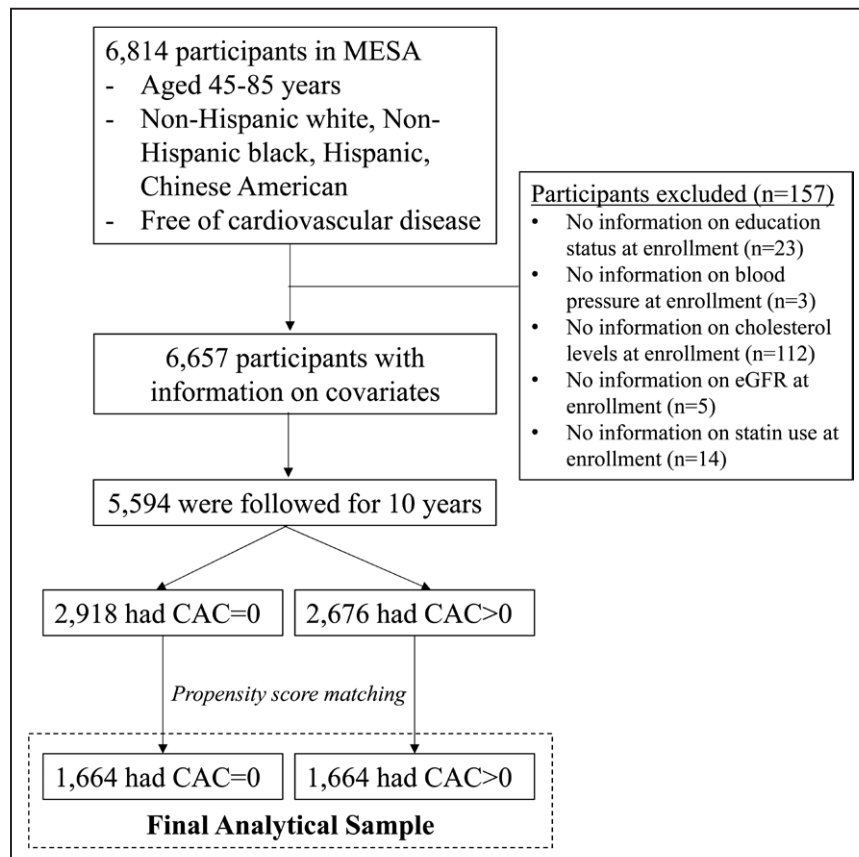 6,814 participants in MESA
- Aged 45-85 years
- Non-Hispanic white, Non-
Hispanic black, Hispanic,
Chinese American
- Free of cardiovascular disease
Participants excluded (n=157)
• No information on education
status at enrollment (n=23)
• No information on blood
pressure at enrollment (n=3)
• No information on cholesterol
levels at enrollment (n=112)
• No information on eGFR at
enrollment (n=5)
• No information on statin use at
enrollment (n=14)
6,657 participants with
information on covariates
5,594 were followed for 10 years
2,918 had CAC=0
2,676 had CAC>0
Propensity score matching
1,664 had CAC=0
1,664 had CAC>0
Final Analytical Sample